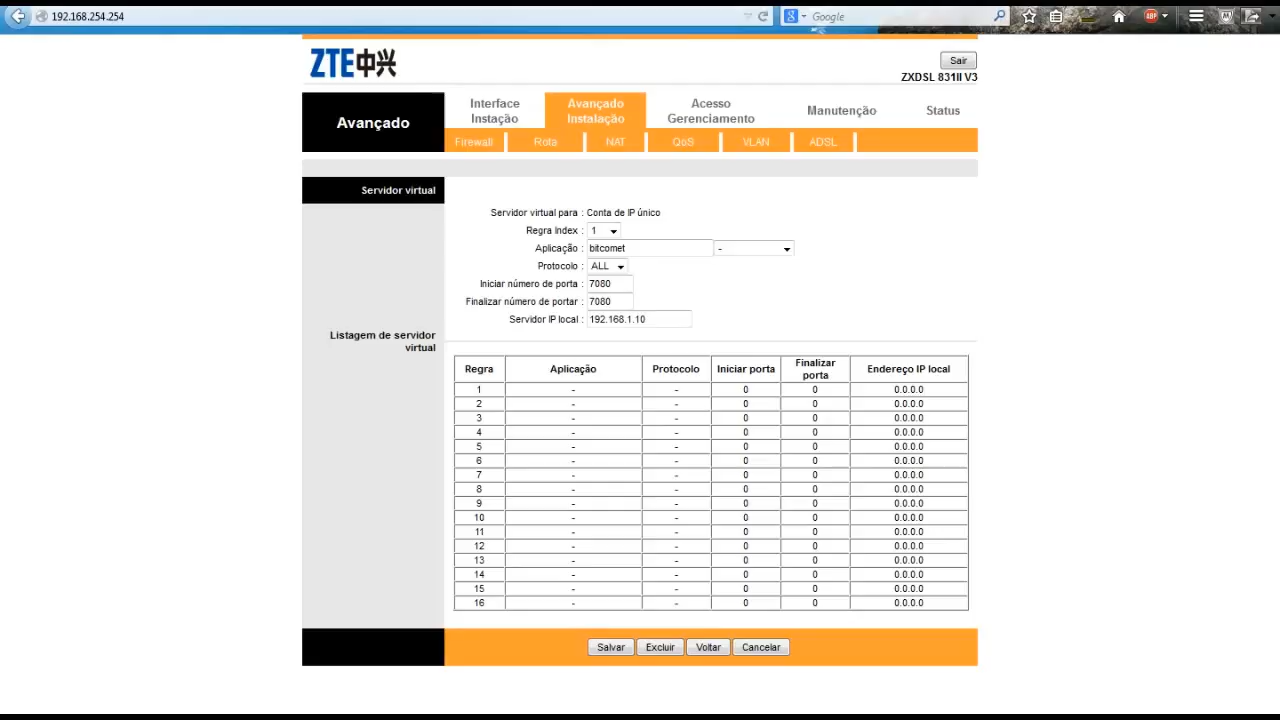 192.168.254.254
Google
ABP
ZTE中兴
Sair
ZXDSL 831II V3
Avançado
Interface Instação
Avançado Instalação
Acesso Gerenciamento
Manutenção
Status
Firewall Rota NAT QoS VLAN ADSL
Servidor virtual
Servidor virtual para : Conta de IP único
Regra Index : 1
Aplicação : bitcomet -
Protocolo : ALL
Iniciar número de porta : 7080
Finalizar número de portar : 7080
Servidor IP local : 192.168.1.10
Listagem de servidor
virtual
Regra Aplicação Protocolo Iniciar porta Finalizar porta Endereço IP local
1 - - 0 0 0.0.0.0
2 - - 0 0 0.0.0.0
3 - - 0 0 0.0.0.0
4 - - 0 0 0.0.0.0
5 - - 0 0 0.0.0.0
6 - - 0 0 0.0.0.0
7 - - 0 0 0.0.0.0
8 - - 0 0 0.0.0.0
9 - - 0 0 0.0.0.0
10 - - 0 0 0.0.0.0
11 - - 0 0 0.0.0.0
12 - - 0 0 0.0.0.0
13 - - 0 0 0.0.0.0
14 - - 0 0 0.0.0.0
15 - - 0 0 0.0.0.0
16 - - 0 0 0.0.0.0
Salvar Excluir Voltar Cancelar